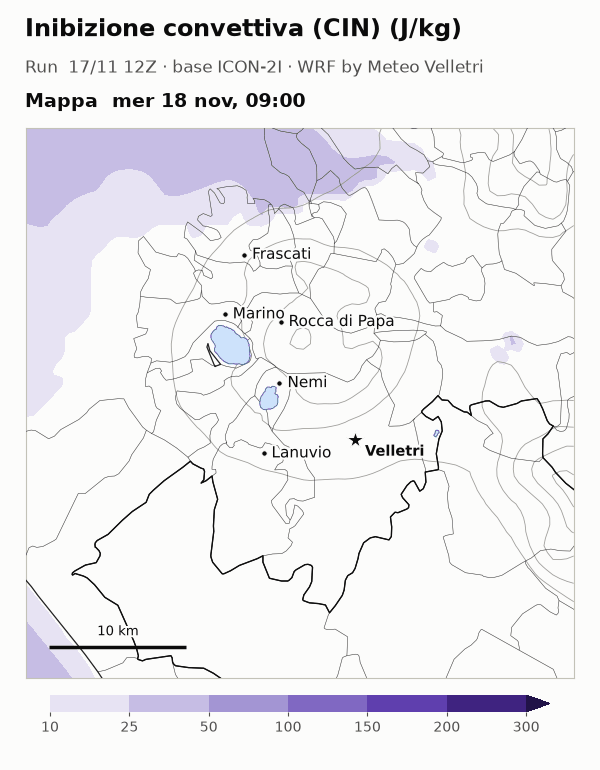 Inibizione convettiva (CIN) (J/kg)
Run  17/11 12Z · base ICON-2I · WRF by Meteo Velletri
Mappa  mer 18 nov, 09:00
Frascati
Marino
Rocca di Papa
Nemi
Velletri
Lanuvio
10 km
10 25 50 100 150 200 300